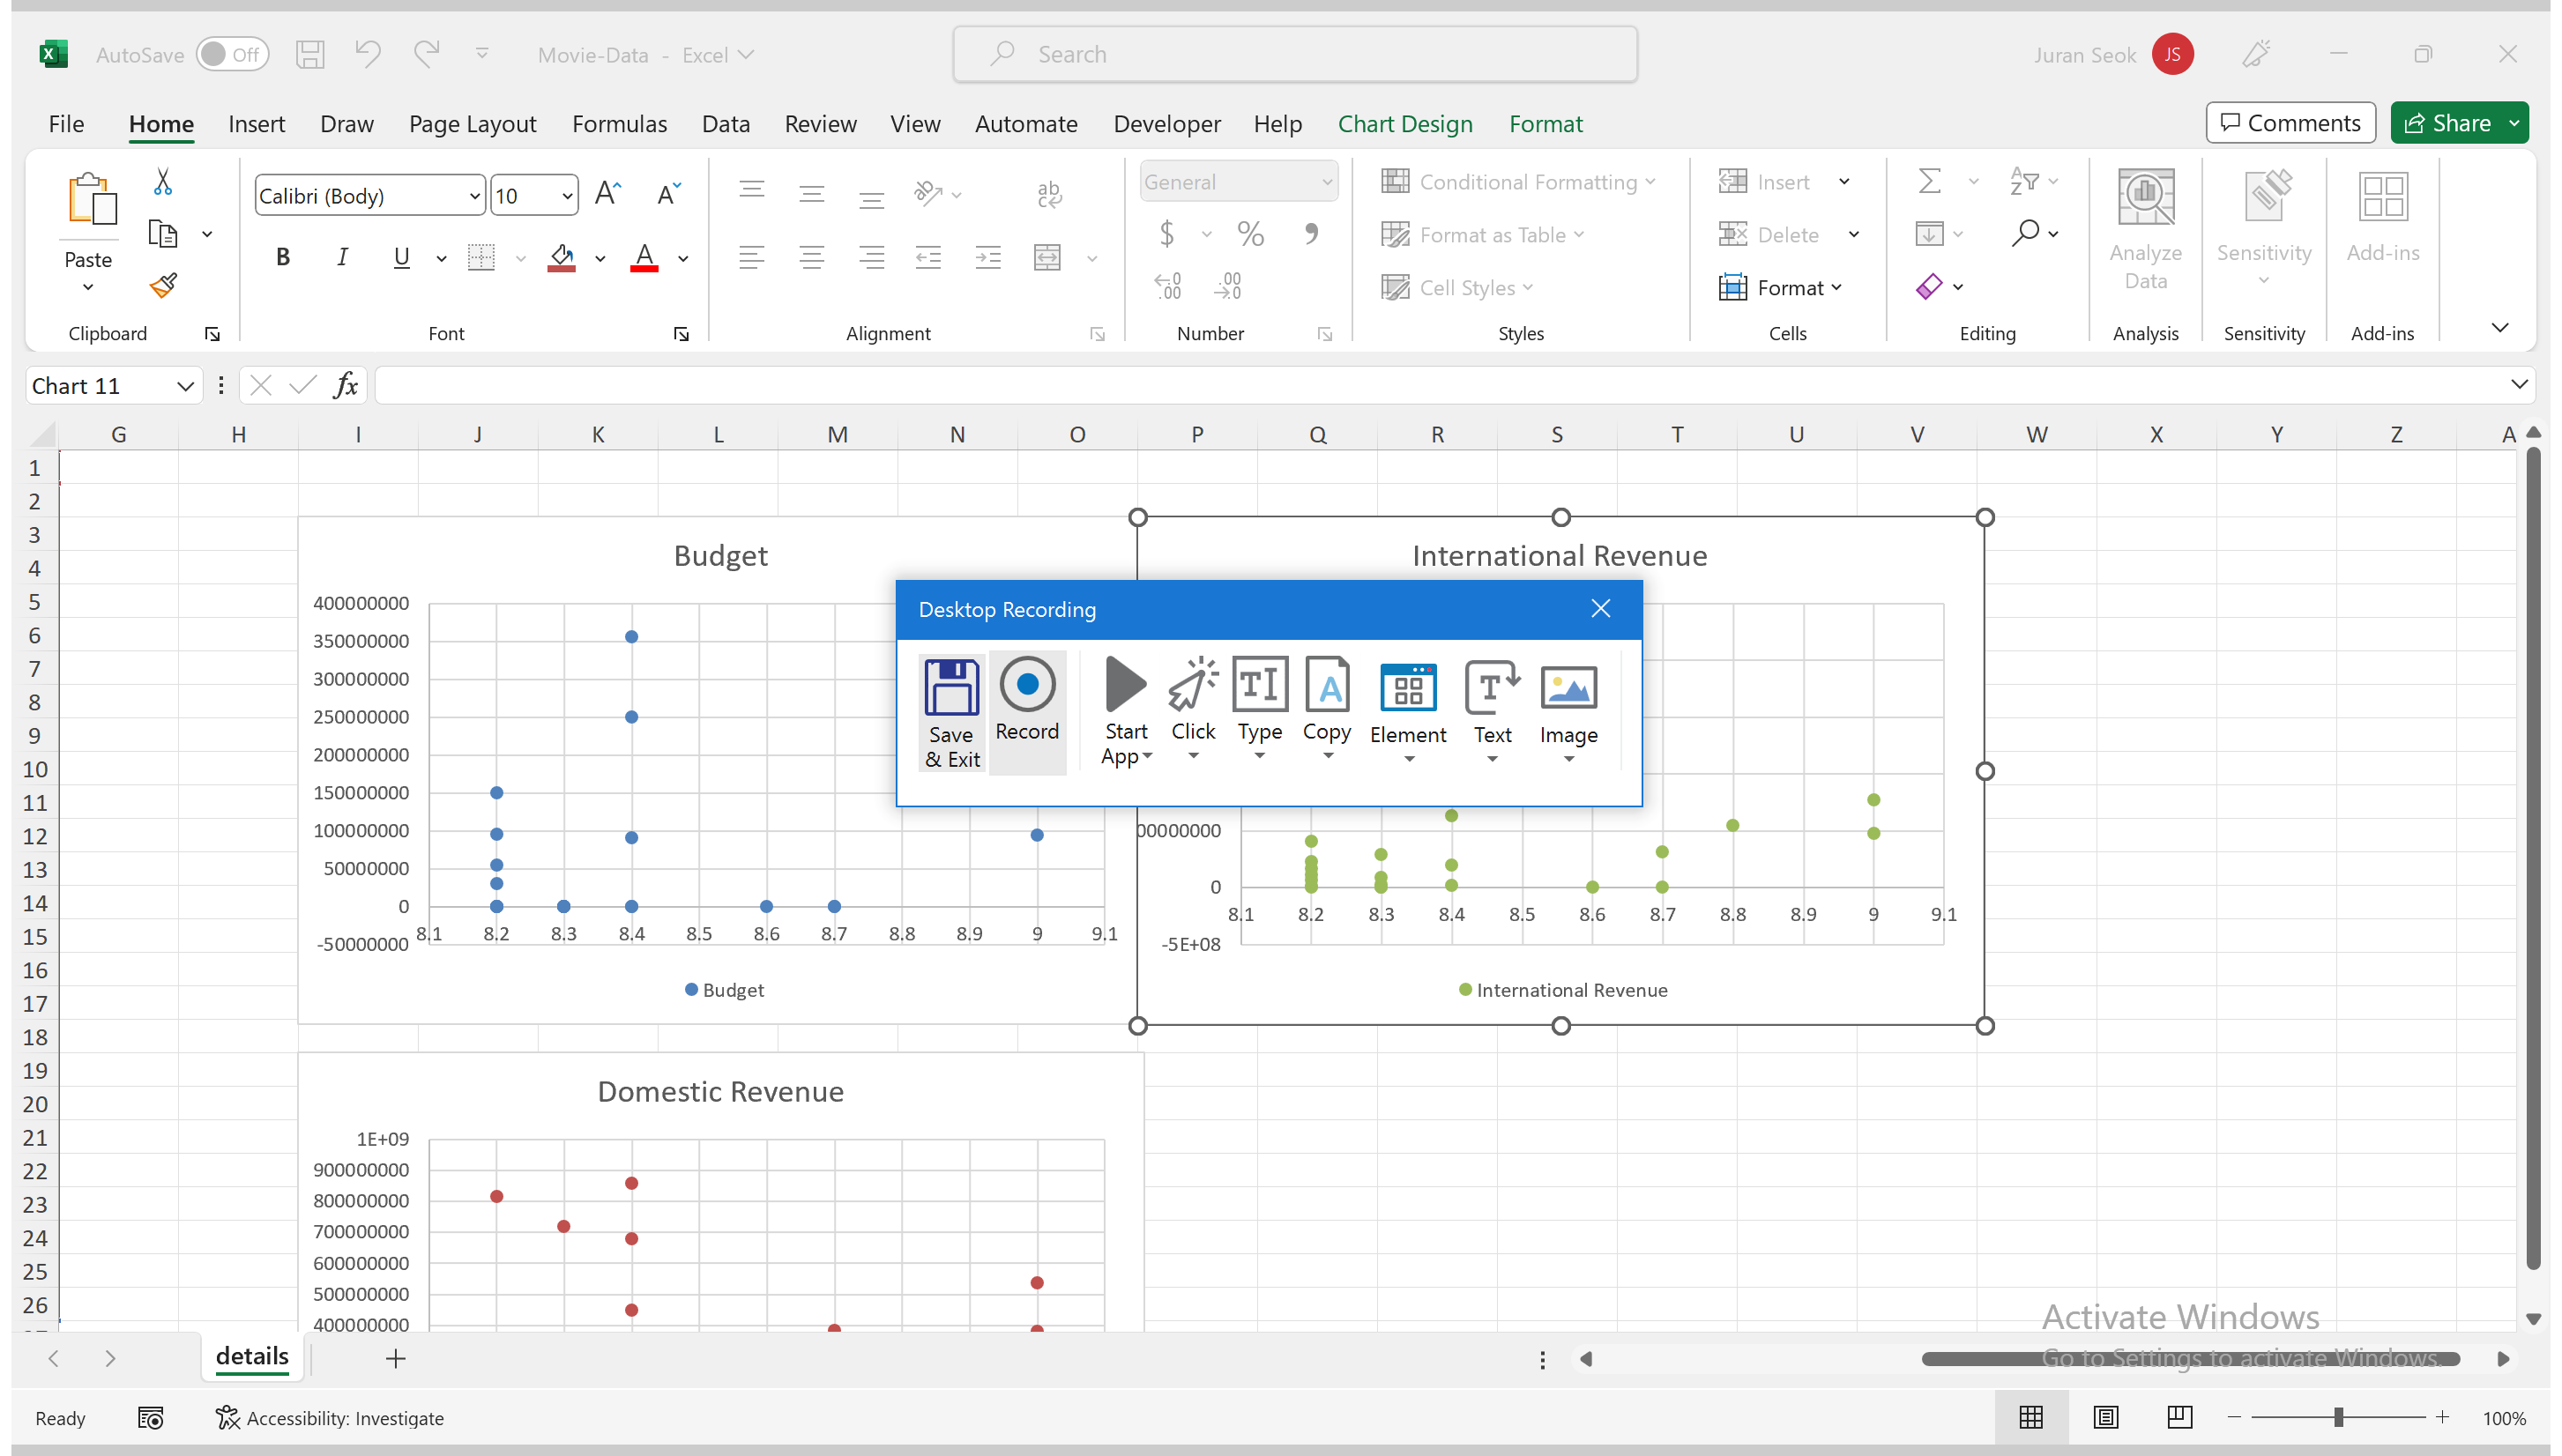 AutoSave Off Movie-Data - Excel Search Juran Seok JS
File Home Insert Draw Page Layout Formulas Data Review View Automate Developer Help Chart Design Format Comments Share
Paste
Calibri (Body) 10
B I U A
General
$ % 9
Conditional Formatting
Format as Table
Cell Styles
Insert
Delete
Format
Analyze
Data
Sensitivity
Add-ins
Clipboard Font Alignment Number Styles Cells Editing Analysis Sensitivity Add-ins
Chart 11 fx
G H I J K L M N O P Q R S T U V W X Y Z A
1
2
3
4
5
6
7
8
9
10
11
12
13
14
15
16
17
18
19
20
21
22
23
24
25
26
Budget
400000000
350000000
300000000
250000000
200000000
150000000
100000000
50000000
0
-50000000
8.1 8.2 8.3 8.4 8.5 8.6 8.7 8.8 8.9 9 9.1
Budget
International Revenue
00000000
0
8.1 8.2 8.3 8.4 8.5 8.6 8.7 8.8 8.9 9 9.1
-5E+08
International Revenue
Desktop Recording
Save
& Exit
Record
Start
App
Click
Type
Copy
Element
Text
Image
Domestic Revenue
1E+09
900000000
800000000
700000000
600000000
500000000
400000000
Activate Windows
Go to Settings to activate Windows.
details
Ready Accessibility: Investigate 100%